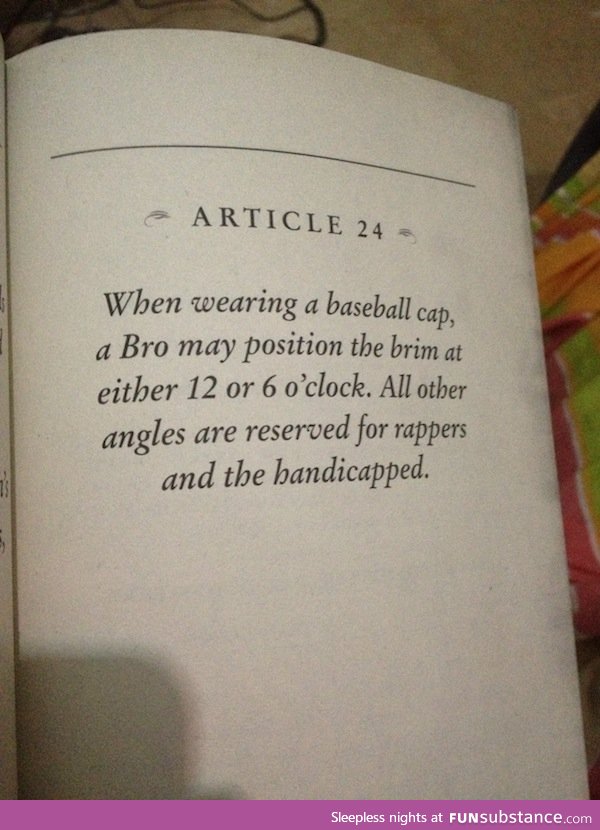 ARTICLE 24
When wearing a baseball cap,
a Bro may position the brim at
either 12 or 6 o'clock. All other
angles are reserved for rappers
and the handicapped.
Sleepless nights at FUNsubstance.com